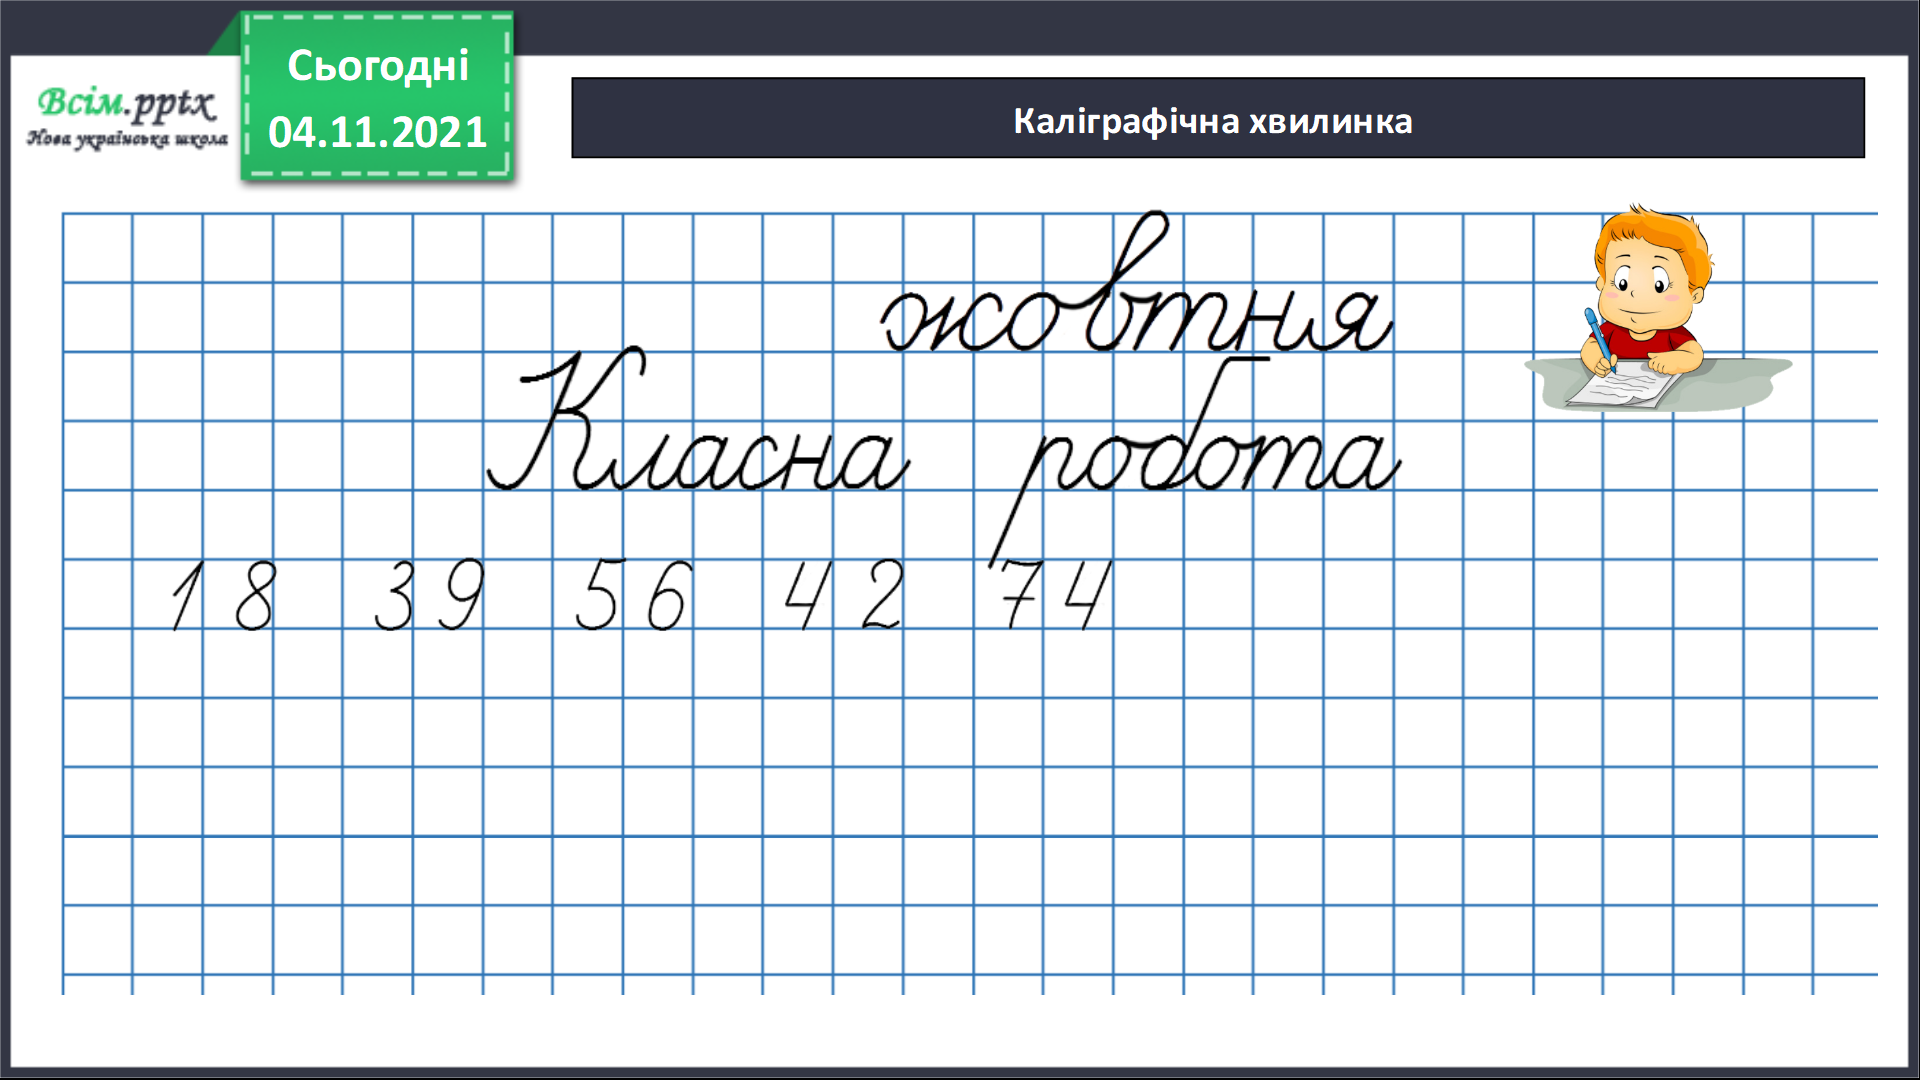 Всім.pptx
Нова українська школа
Сьогодні
04.11.2021
Каліграфічна хвилинка
жовтня
Класна робота
18 39 56 42 74